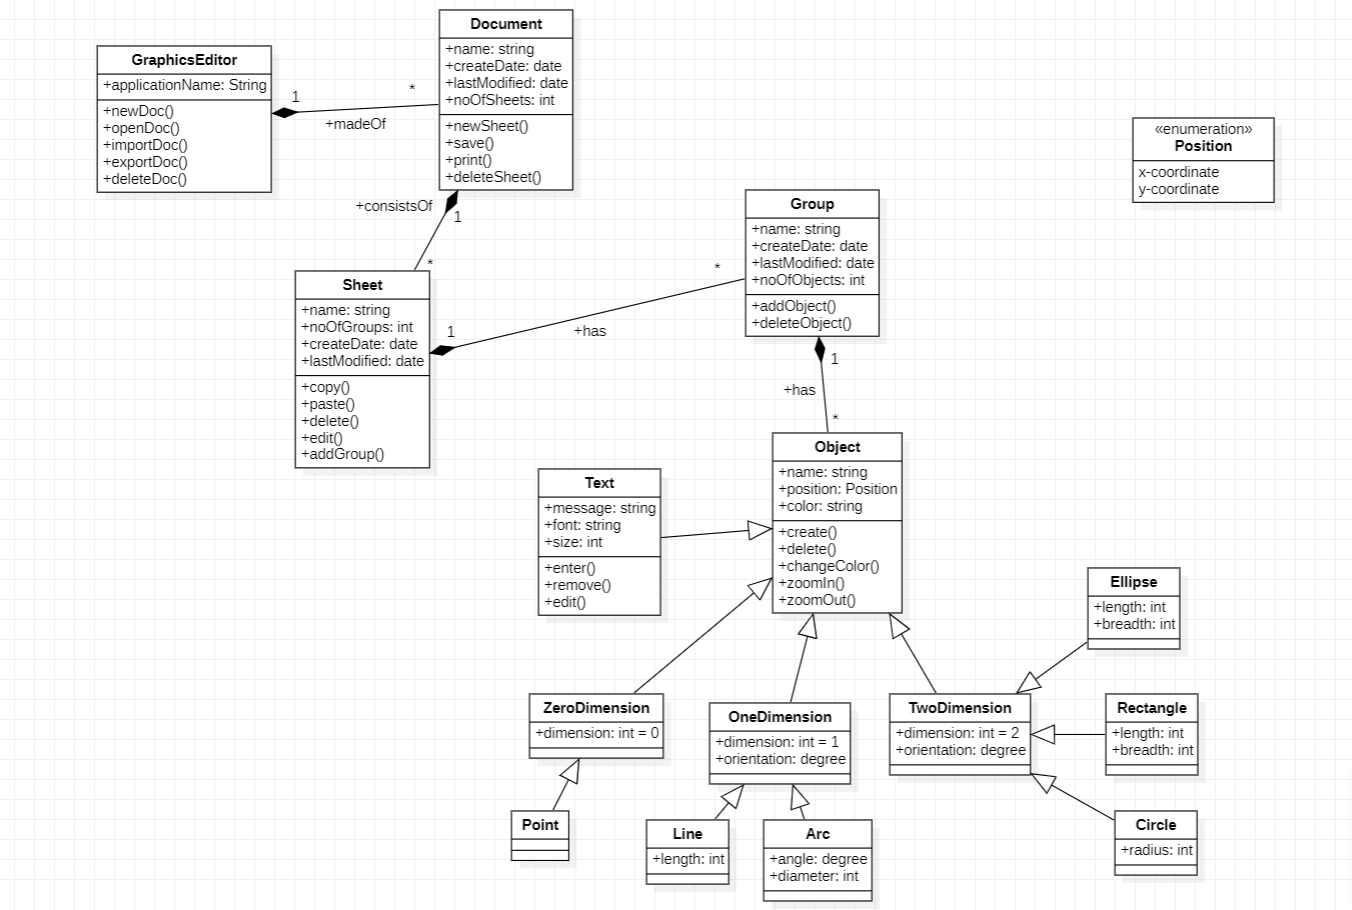 GraphicsEditor
+applicationName: String
+newDoc()
+openDoc()
+importDoc()
+exportDoc()
+deleteDoc()
1
*
+madeOf
Document
+name: string
+createDate: date
+lastModified: date
+noOfSheets: int
+newSheet()
+save()
+print()
+deleteSheet()
«enumeration»
Position
x-coordinate
y-coordinate
+consistsOf
1
*
Sheet
+name: string
+noOfGroups: int
+createDate: date
+lastModified: date
+copy()
+paste()
+delete()
+edit()
+addGroup()
1
*
+has
Group
+name: string
+createDate: date
+lastModified: date
+noOfObjects: int
+addObject()
+deleteObject()
1
+has
*
Object
+name: string
+position: Position
+color: string
+create()
+delete()
+changeColor()
+zoomIn()
+zoomOut()
Text
+message: string
+font: string
+size: int
+enter()
+remove()
+edit()
Ellipse
+length: int
+breadth: int
ZeroDimension
+dimension: int = 0
OneDimension
+dimension: int = 1
+orientation: degree
TwoDimension
+dimension: int = 2
+orientation: degree
Rectangle
+length: int
+breadth: int
Point
Line
+length: int
Arc
+angle: degree
+diameter: int
Circle
+radius: int